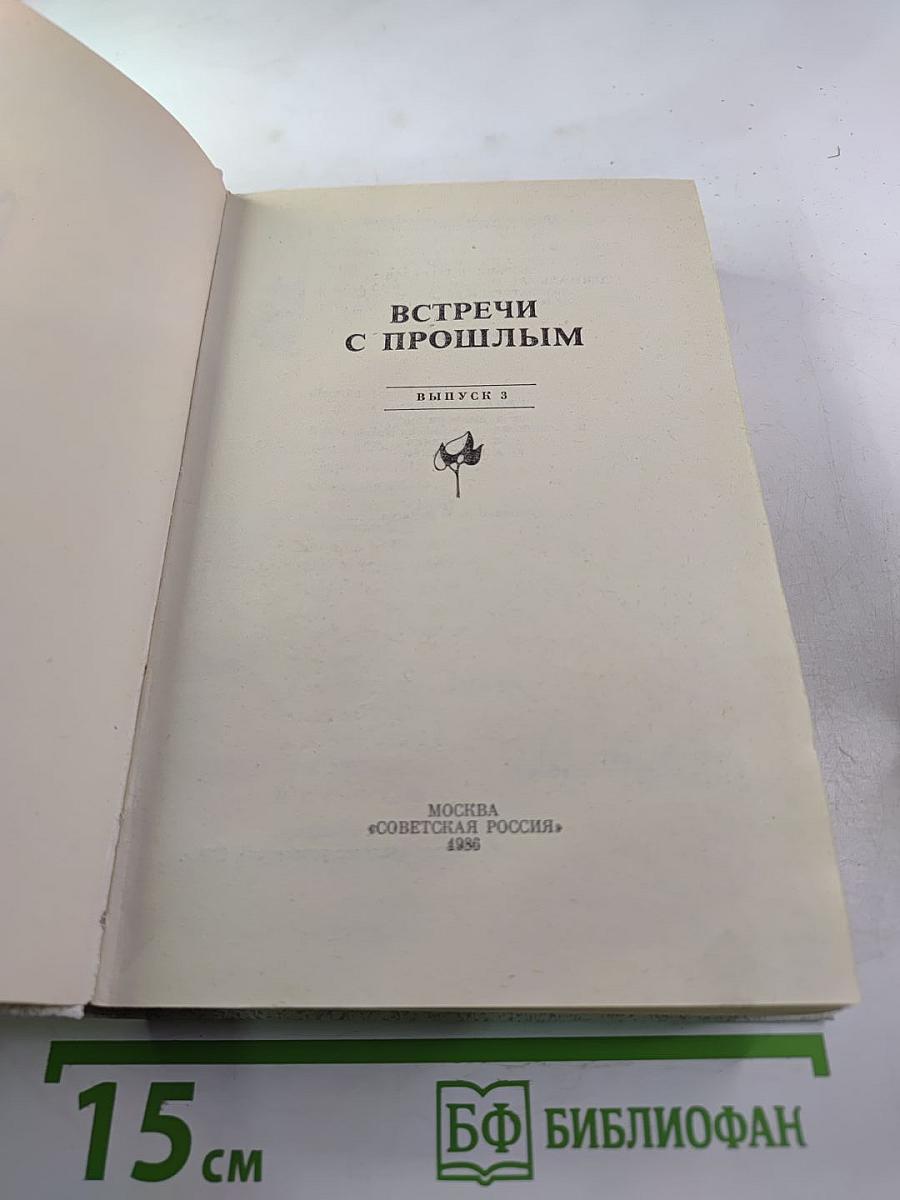 ВСТРЕЧИ
С ПРОШЛЫМ
ВЫПУСК 3
МОСКВА
«СОВЕТСКАЯ РОССИЯ»
1986
15 см
БФ БИБЛИОФАН